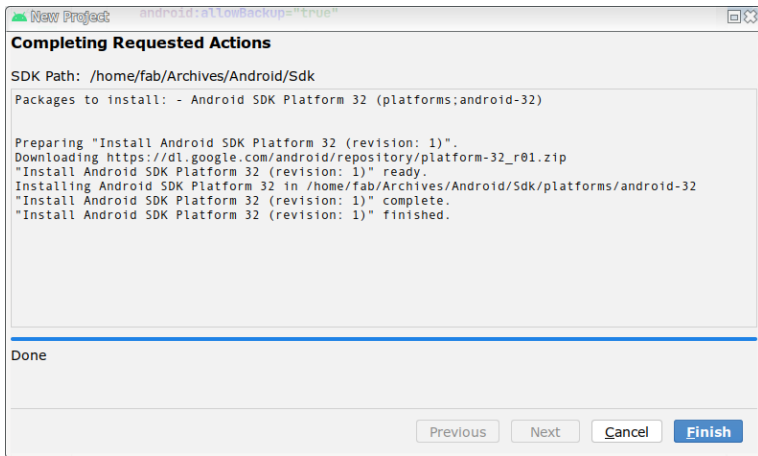 New Project
android:allowBackup="true"
Completing Requested Actions
SDK Path: /home/fab/Archives/Android/Sdk
Packages to install: - Android SDK Platform 32 (platforms;android-32)
Preparing "Install Android SDK Platform 32 (revision: 1)".
Downloading https://dl.google.com/android/repository/platform-32_r01.zip
"Install Android SDK Platform 32 (revision: 1)" ready.
Installing Android SDK Platform 32 in /home/fab/Archives/Android/Sdk/platforms/android-32
"Install Android SDK Platform 32 (revision: 1)" complete.
"Install Android SDK Platform 32 (revision: 1)" finished.
Done
Previous Next Cancel Finish